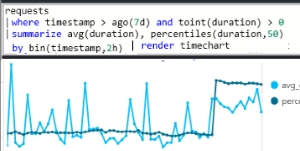 requests
|where timestamp > ago(7d) and toint(duration) > 0
|summarize avg(duration), percentiles(duration,50)
by bin(timestamp,2h) | render timechart
avg_
perce